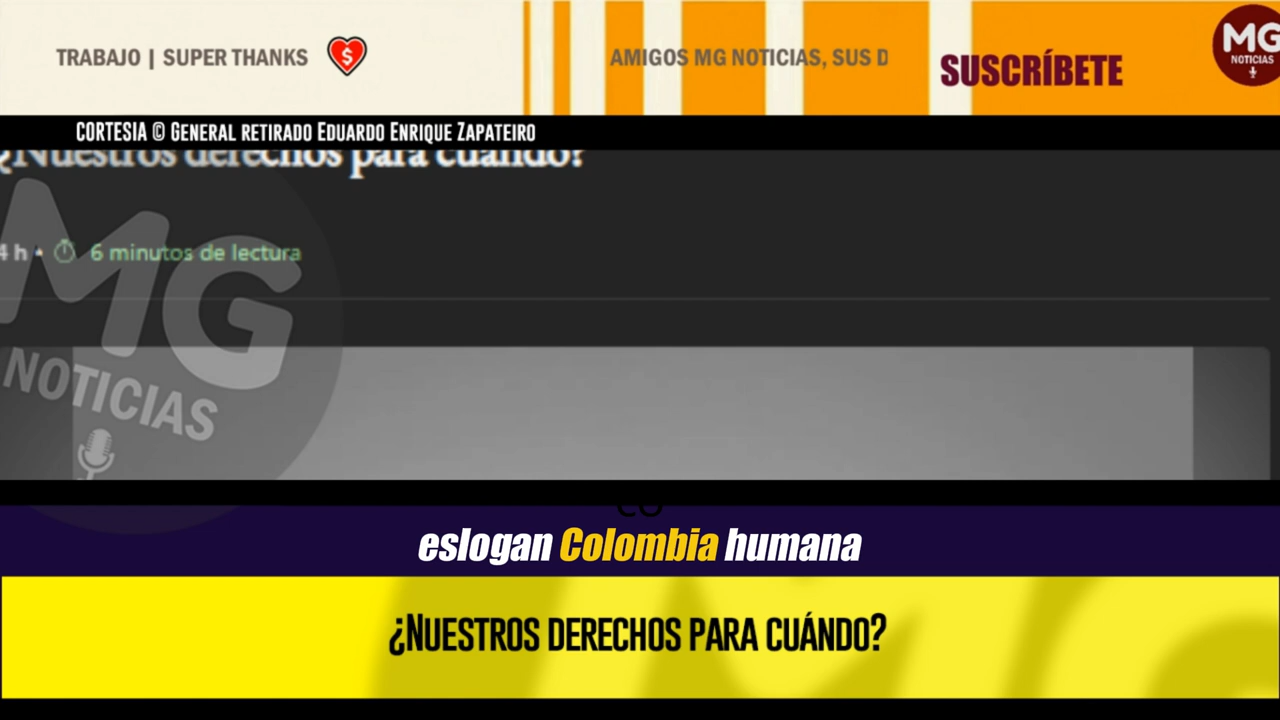 TRABAJO | SUPER THANKS
AMIGOS MG NOTICIAS, SUS D
SUSCRÍBETE
MG
NOTICIAS
CORTESIA © GENERAL RETIRADO EDUARDO ENRIQUE ZAPATEIRO
¿Nuestros derechos para cuándo?
4 h • 6 minutos de lectura
MG
NOTICIAS
eslogan Colombia humana
¿NUESTROS DERECHOS PARA CUÁNDO?